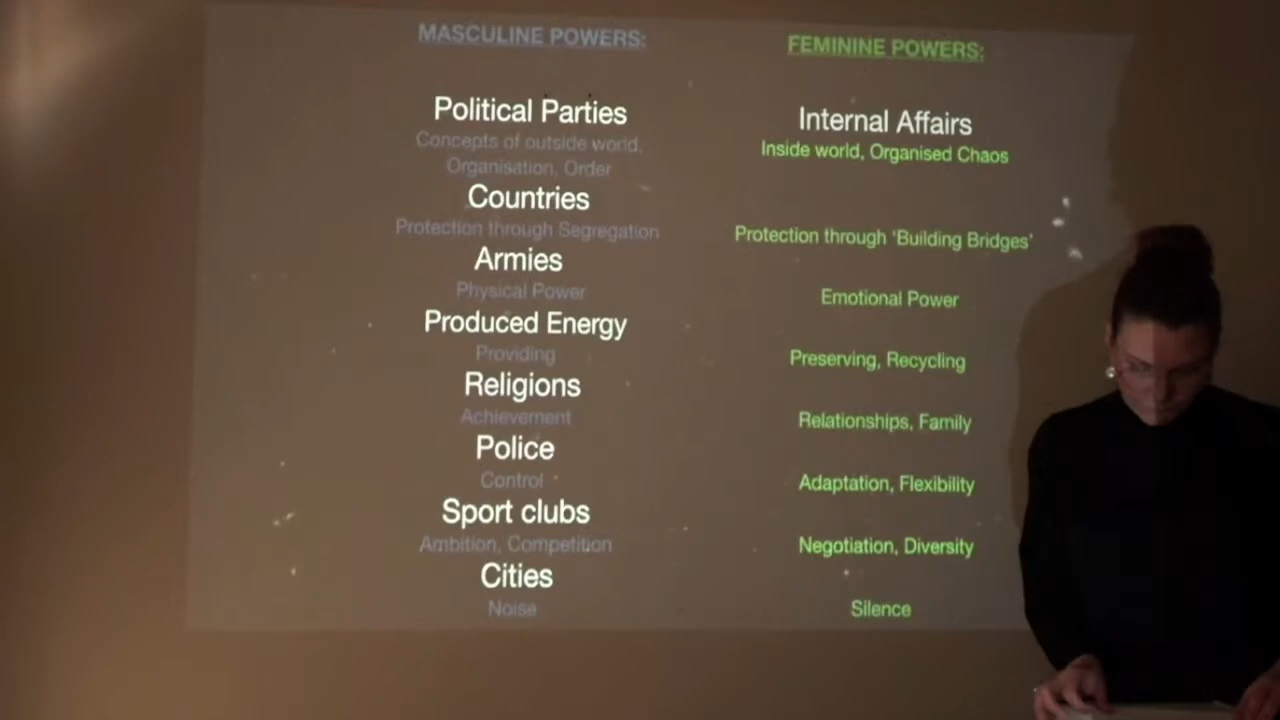 MASCULINE POWERS:
Political Parties
Concepts of outside world,
Organisation, Order
Countries
Protection through Segregation
Armies
Physical Power
Produced Energy
Providing
Religions
Achievement
Police
Control
Sport clubs
Ambition, Competition
Cities
Noise
FEMININE POWERS:
Internal Affairs
Inside world, Organised Chaos
Protection through 'Building Bridges'
Emotional Power
Preserving, Recycling
Relationships, Family
Adaptation, Flexibility
Negotiation, Diversity
Silence